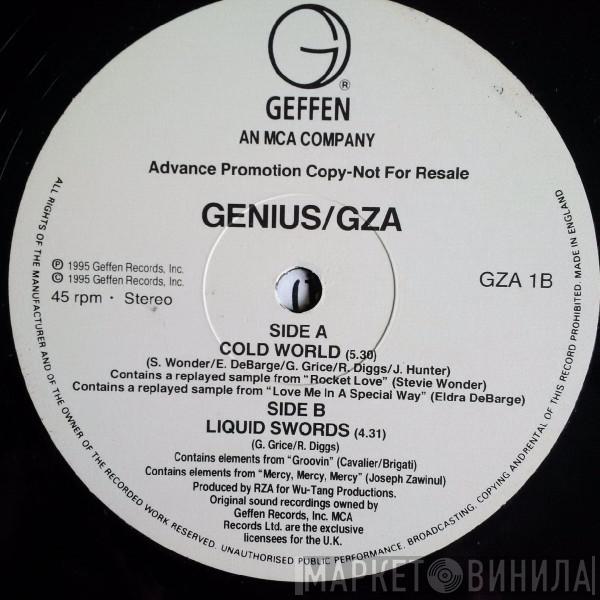 GEFFEN
AN MCA COMPANY
Advance Promotion Copy-Not For Resale
GENIUS/GZA
℗ 1995 Geffen Records, Inc.
© 1995 Geffen Records, Inc.
45 rpm · Stereo
GZA 1B
SIDE A
COLD WORLD (5.30)
(S. Wonder/E. DeBarge/G. Grice/R. Diggs/J. Hunter)
Contains a replayed sample from "Rocket Love" (Stevie Wonder)
Contains a replayed sample from "Love Me In A Special Way" (Eldra DeBarge)
SIDE B
LIQUID SWORDS (4.31)
(G. Grice/R. Diggs)
Contains elements from "Groovin" (Cavalier/Brigati)
Contains elements from "Mercy, Mercy, Mercy" (Joseph Zawinul)
Produced by RZA for Wu-Tang Productions.
Original sound recordings owned by
Geffen Records, Inc. MCA
Records Ltd. are the exclusive
licensees for the U.K.
ALL RIGHTS OF THE MANUFACTURER AND OF THE OWNER OF THE RECORDED WORK RESERVED. UNAUTHORISED PUBLIC PERFORMANCE, BROADCASTING, COPYING AND RENTAL OF THIS RECORD PROHIBITED. MADE IN ENGLAND
®
МАРКЕТ ВИНИЛА